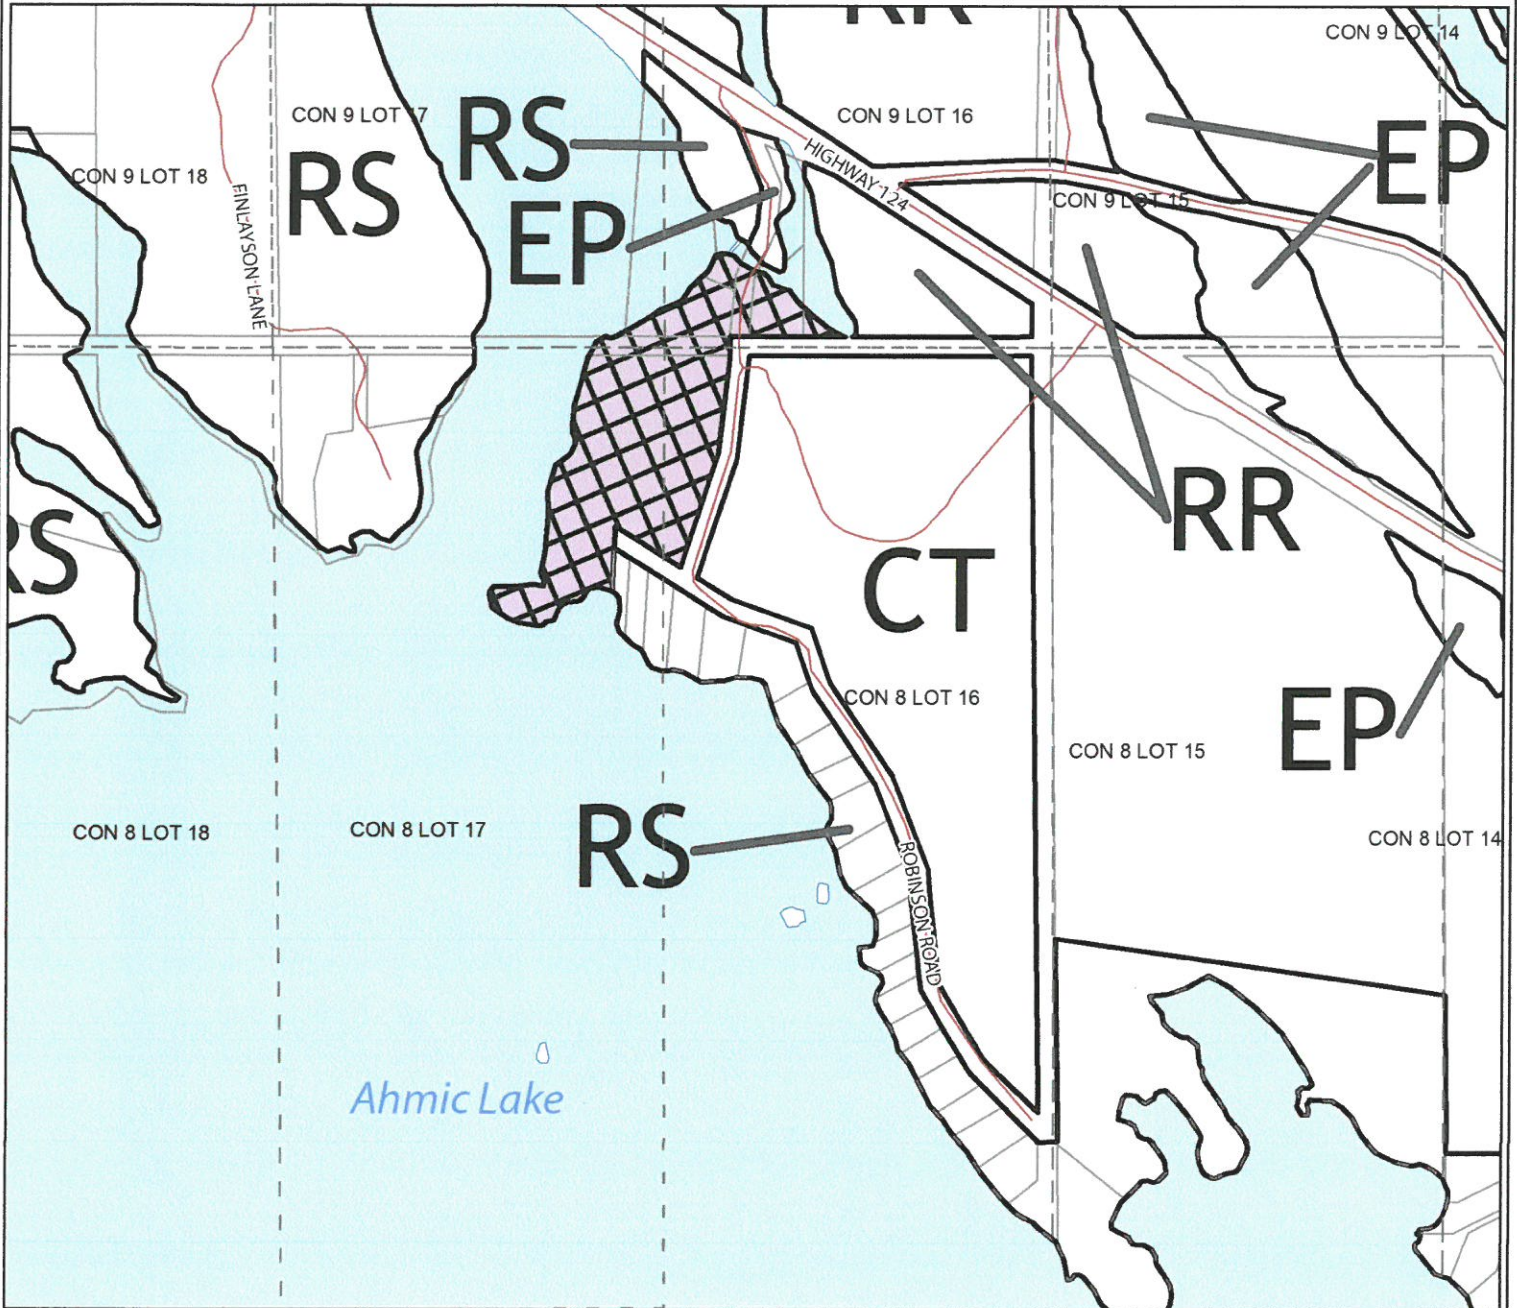 RR
CON 9 LOT 14
CON 9 LOT 17
RS
CON 9 LOT 16
EP
HIGHWAY 124
CON 9 LOT 18
RS
FINLAYSON LANE
CON 9 LOT 15
EP
RR
RS
CT
EP
CON 8 LOT 16
CON 8 LOT 15
CON 8 LOT 18
CON 8 LOT 17
RS
CON 8 LOT 14
ROBINSON ROAD
Ahmic Lake